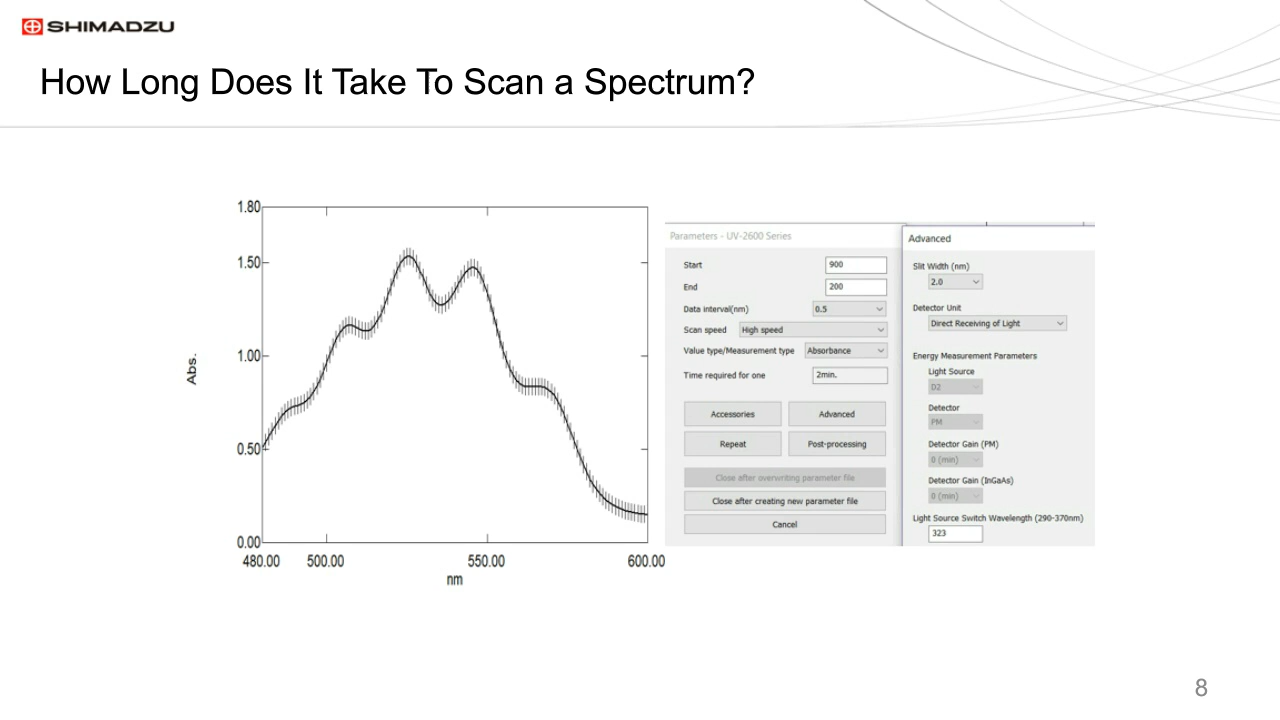 SHIMADZU
How Long Does It Take To Scan a Spectrum?
1.80
1.50
1.00
0.50
0.00
Abs.
480.00 500.00 550.00 600.00
nm
Parameters - UV-2600 Series
Start 900
End 200
Data interval(nm) 0.5
Scan speed High speed
Value type/Measurement type Absorbance
Time required for one 2min.
Accessories Advanced
Repeat Post-processing
Close after overwriting parameter file
Close after creating new parameter file
Cancel
Advanced
Slit Width (nm)
2.0
Detector Unit
Direct Receiving of Light
Energy Measurement Parameters
Light Source
D2
Detector
PM
Detector Gain (PM)
0 (min)
Detector Gain (InGaAs)
0 (min)
Light Source Switch Wavelength (290-370nm)
323
8